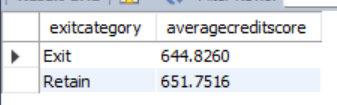 exitcategory averagecreditscore
Exit 644.8260
Retain 651.7516